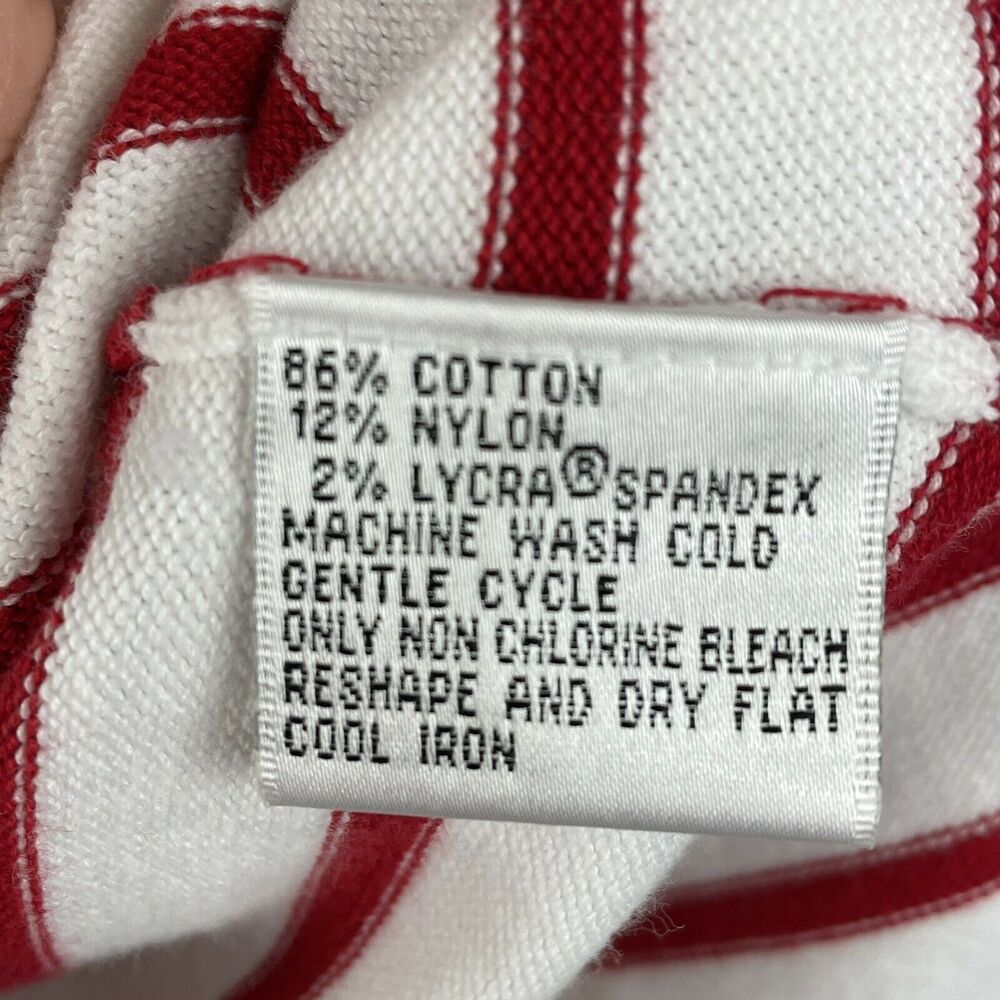 86% COTTON
12% NYLON
2% LYCRA® SPANDEX
MACHINE WASH COLD
GENTLE CYCLE
ONLY NON CHLORINE BLEACH
RESHAPE AND DRY FLAT
COOL IRON